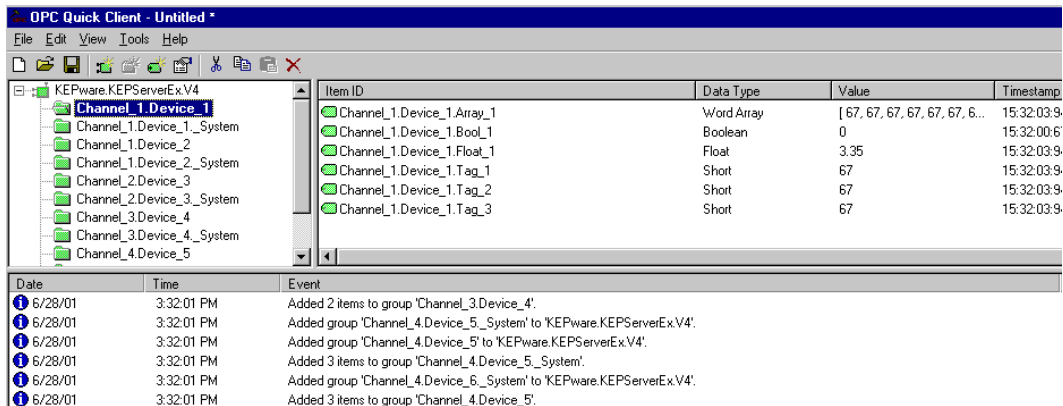 OPC Quick Client - Untitled *
File Edit View Tools Help
KEPware.KEPServerEx.V4
Channel_1.Device_1
Channel_1.Device_1._System
Channel_1.Device_2
Channel_1.Device_2._System
Channel_2.Device_3
Channel_2.Device_3._System
Channel_3.Device_4
Channel_3.Device_4._System
Channel_4.Device_5
Item ID Data Type Value Timestamp
Channel_1.Device_1.Array_1 Word Array [ 67, 67, 67, 67, 67, 67, 6... 15:32:03:94
Channel_1.Device_1.Bool_1 Boolean 0 15:32:00:67
Channel_1.Device_1.Float_1 Float 3.35 15:32:03:94
Channel_1.Device_1.Tag_1 Short 67 15:32:03:94
Channel_1.Device_1.Tag_2 Short 67 15:32:03:94
Channel_1.Device_1.Tag_3 Short 67 15:32:03:94
Date Time Event
6/28/01 3:32:01 PM Added 2 items to group 'Channel_3.Device_4'.
6/28/01 3:32:01 PM Added group 'Channel_4.Device_5._System' to 'KEPware.KEPServerEx.V4'.
6/28/01 3:32:01 PM Added group 'Channel_4.Device_5' to 'KEPware.KEPServerEx.V4'.
6/28/01 3:32:01 PM Added 3 items to group 'Channel_4.Device_5._System'.
6/28/01 3:32:01 PM Added group 'Channel_4.Device_6._System' to 'KEPware.KEPServerEx.V4'.
6/28/01 3:32:01 PM Added 3 items to group 'Channel_4.Device_5'.